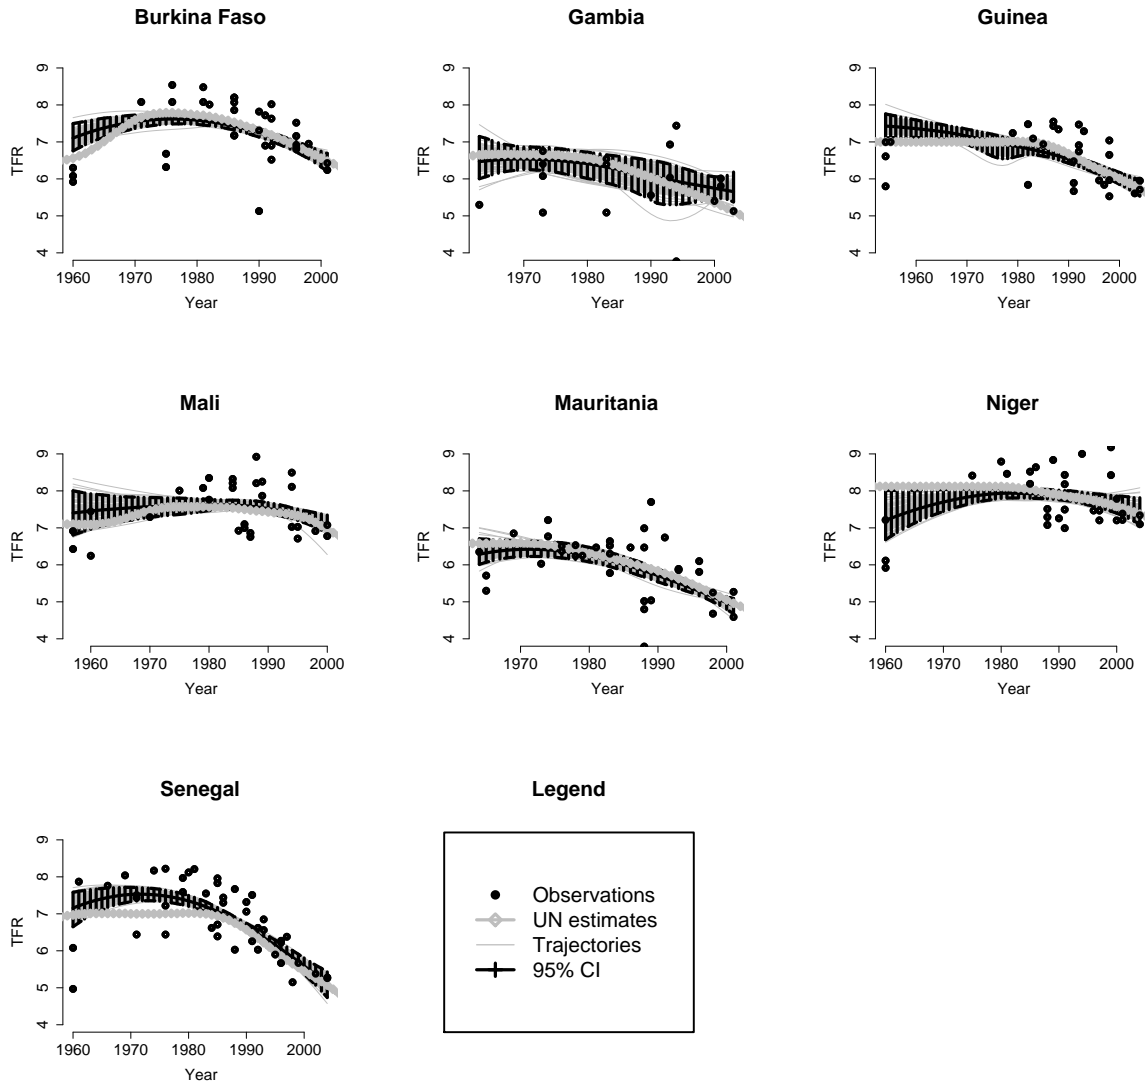 Burkina Faso
Gambia
Guinea
TFR
4 5 6 7 8 9
1960 1970 1980 1990 2000
Year
TFR
4 5 6 7 8 9
1970 1980 1990 2000
Year
TFR
4 5 6 7 8 9
1960 1970 1980 1990 2000
Year
Mali
Mauritania
Niger
TFR
4 5 6 7 8 9
1960 1970 1980 1990 2000
Year
TFR
4 5 6 7 8 9
1970 1980 1990 2000
Year
TFR
4 5 6 7 8 9
1960 1970 1980 1990 2000
Year
Senegal
Legend
TFR
4 5 6 7 8 9
1960 1970 1980 1990 2000
Year
Observations
UN estimates
Trajectories
95% CI